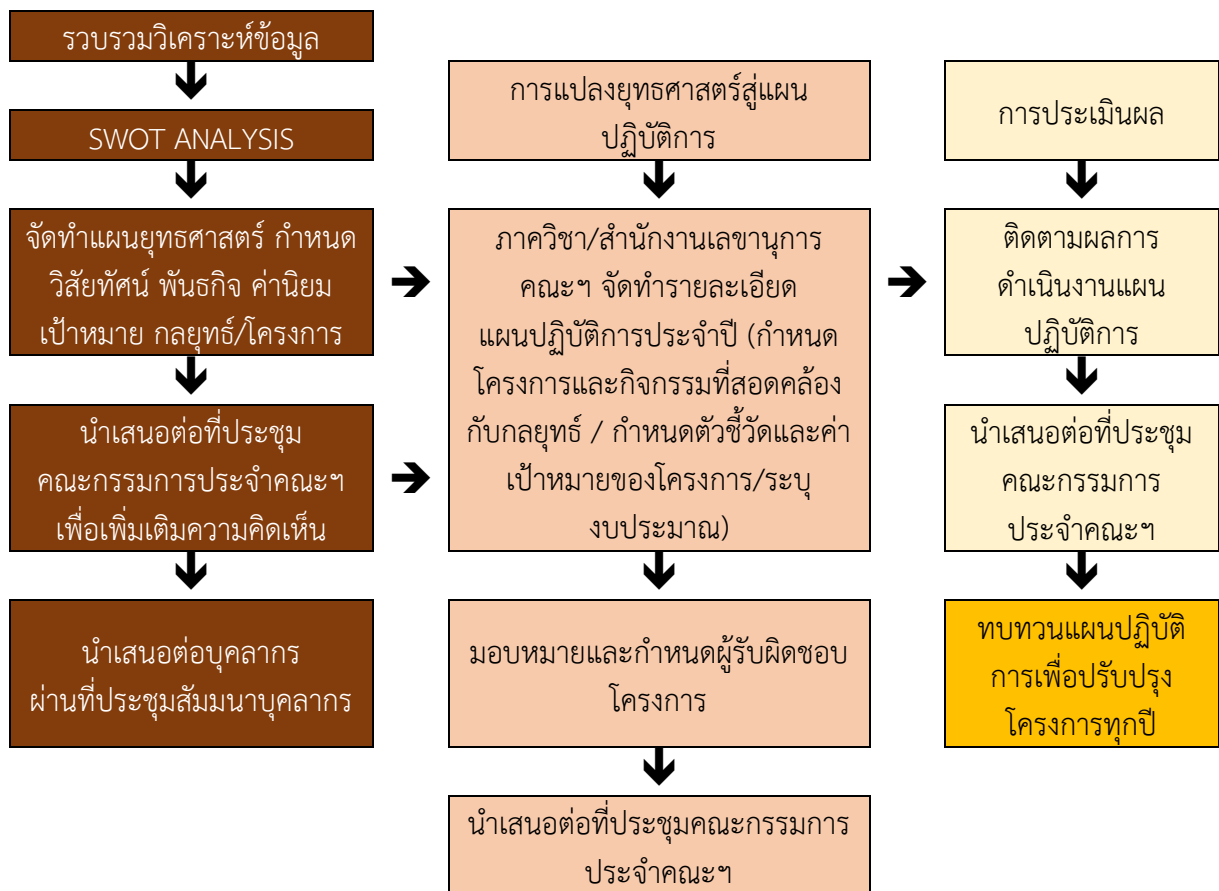 รวบรวมวิเคราะห์ข้อมูล
SWOT ANALYSIS
จัดทำแผนยุทธศาสตร์ กำหนด
วิสัยทัศน์ พันธกิจ ค่านิยม
เป้าหมาย กลยุทธ์/โครงการ
นำเสนอต่อที่ประชุม
คณะกรรมการประจำคณะฯ
เพื่อเพิ่มเติมความคิดเห็น
นำเสนอต่อบุคลากร
ผ่านที่ประชุมสัมมนาบุคลากร
การแปลงยุทธศาสตร์สู่แผน
ปฏิบัติการ
ภาควิชา/สำนักงานเลขานุการ
คณะฯ จัดทำรายละเอียด
แผนปฏิบัติการประจำปี (กำหนด
โครงการและกิจกรรมที่สอดคล้อง
กับกลยุทธ์ / กำหนดตัวชี้วัดและค่า
เป้าหมายของโครงการ/ระบุ
งบประมาณ)
มอบหมายและกำหนดผู้รับผิดชอบ
โครงการ
นำเสนอต่อที่ประชุมคณะกรรมการ
ประจำคณะฯ
การประเมินผล
ติดตามผลการ
ดำเนินงานแผน
ปฏิบัติการ
นำเสนอต่อที่ประชุม
คณะกรรมการ
ประจำคณะฯ
ทบทวนแผนปฏิบัติ
การเพื่อปรับปรุง
โครงการทุกปี